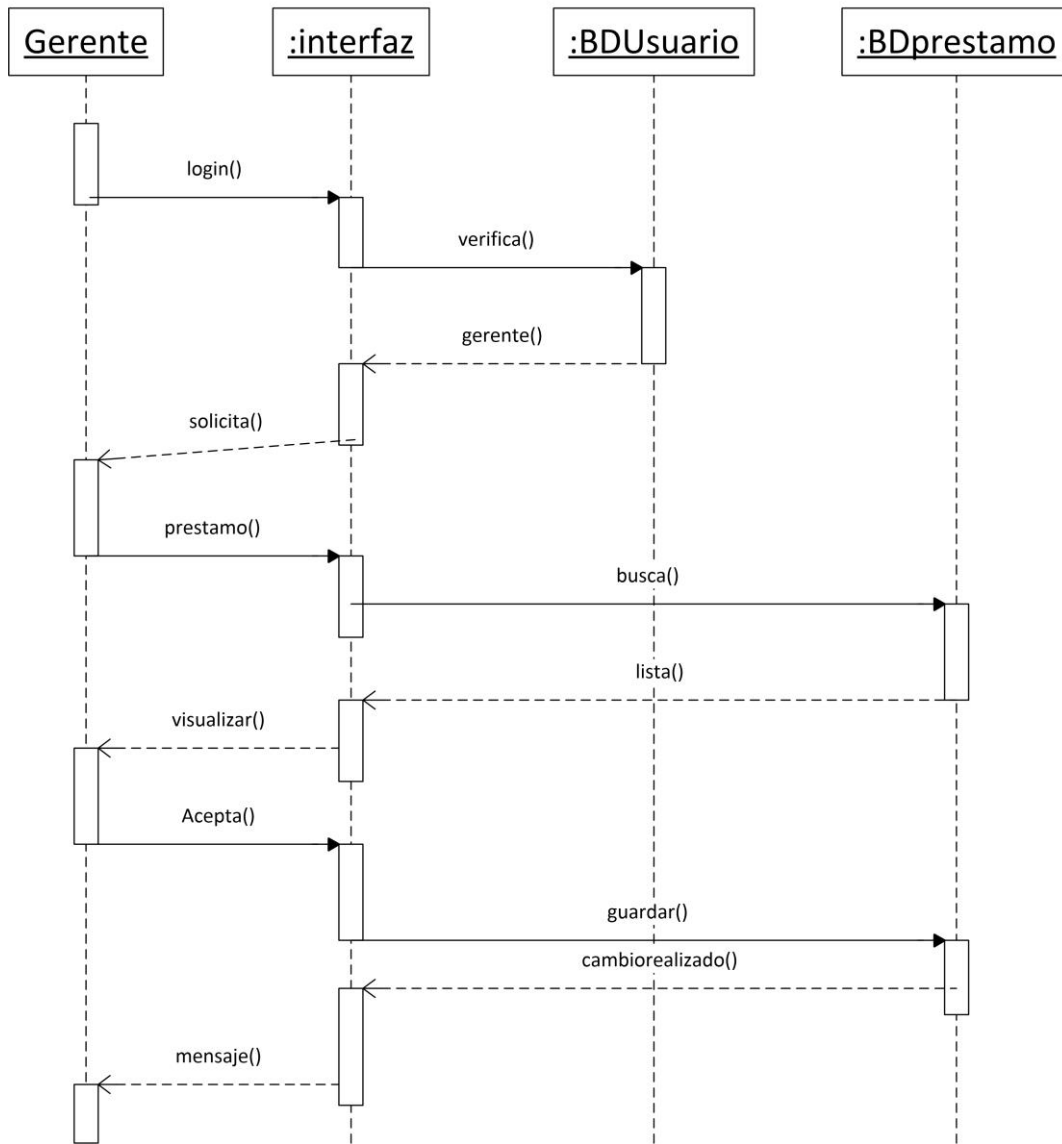 Gerente
:interfaz
:BDUsuario
:BDprestamo
login()
verifica()
gerente()
solicita()
prestamo()
busca()
lista()
visualizar()
Acepta()
guardar()
cambiorealizado()
mensaje()